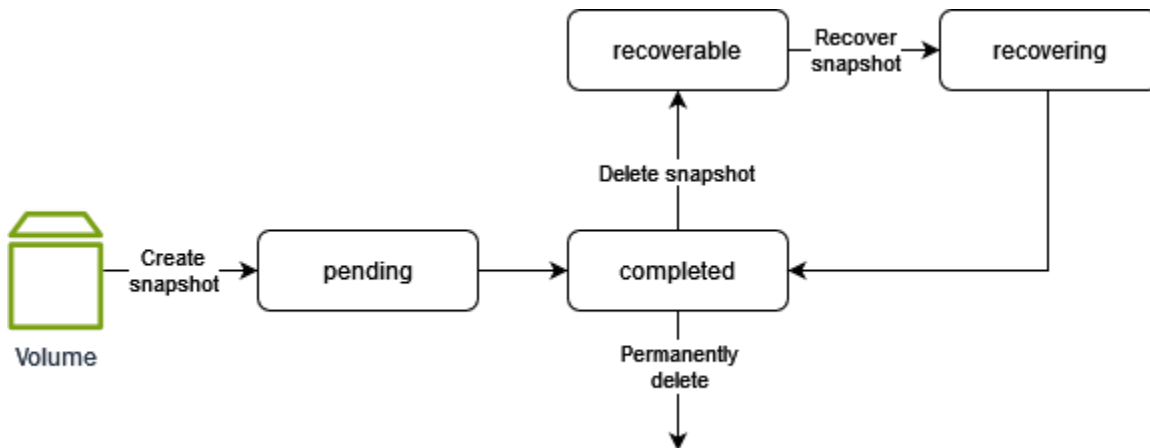 recoverable
Recover
snapshot
recovering
Delete snapshot
Create
snapshot
pending
completed
Volume
Permanently
delete